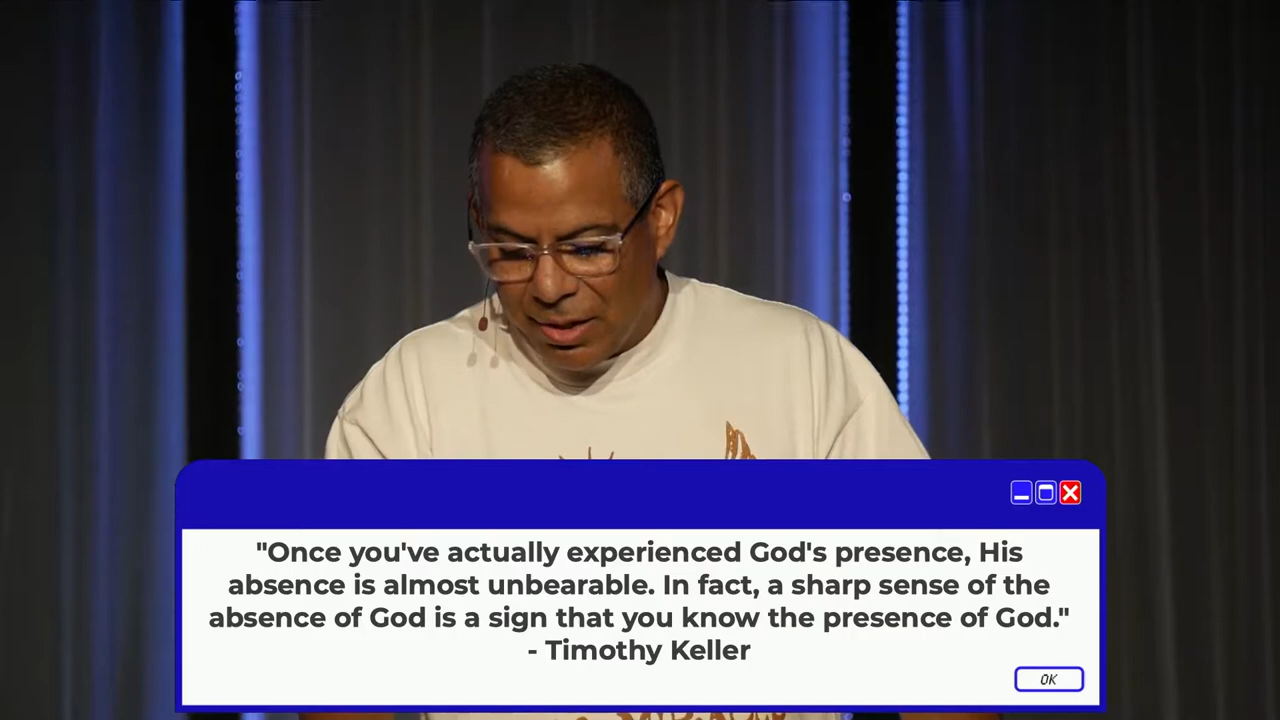 "Once you've actually experienced God's presence, His
absence is almost unbearable. In fact, a sharp sense of the
absence of God is a sign that you know the presence of God."
- Timothy Keller
OK